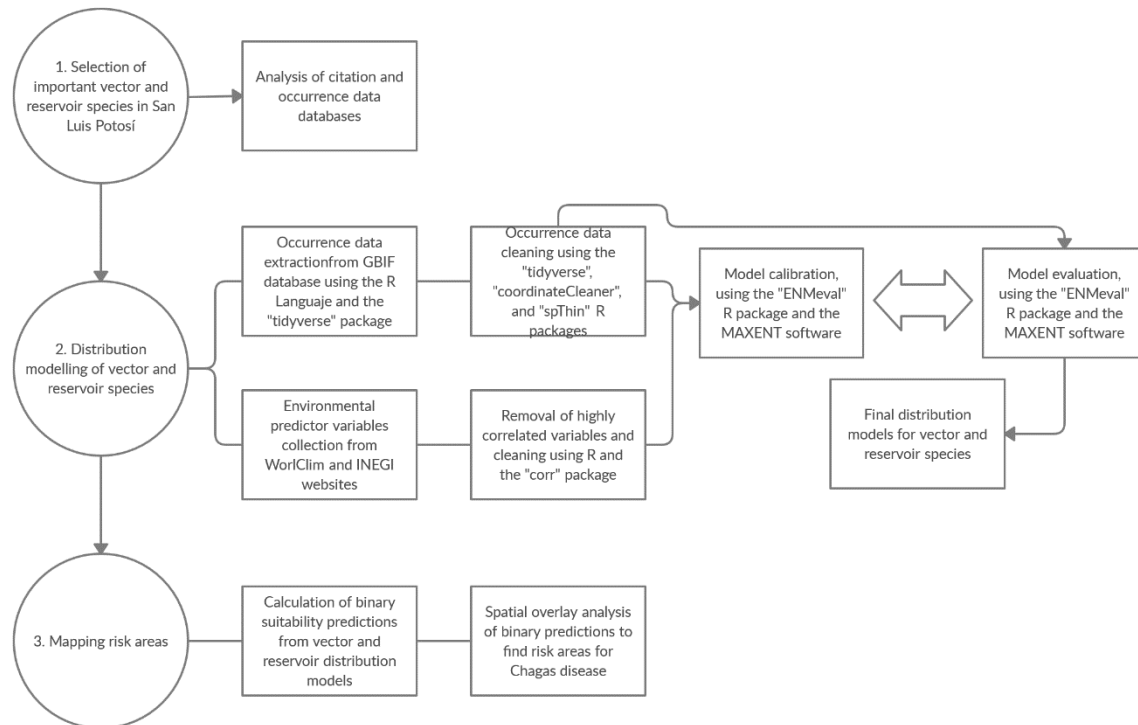 1. Selection of
important vector and
reservoir species in San
Luis Potosí
Analysis of citation and
occurrence data
databases
2. Distribution
modelling of vector and
reservoir species
Occurrence data
extractionfrom GBIF
database using the R
Languaje and the
"tidyverse" package
Occurrence data
cleaning using the
"tidyverse",
"coordinateCleaner",
and "spThin" R
packages
Model calibration,
using the "ENMeval"
R package and the
MAXENT software
Model evaluation,
using the "ENMeval"
R package and the
MAXENT software
Environmental
predictor variables
collection from
WorlClim and INEGI
websites
Removal of highly
correlated variables and
cleaning using R and
the "corr" package
Final distribution
models for vector and
reservoir species
3. Mapping risk areas
Calculation of binary
suitability predictions
from vector and
reservoir distribution
models
Spatial overlay analysis
of binary predictions to
find risk areas for
Chagas disease